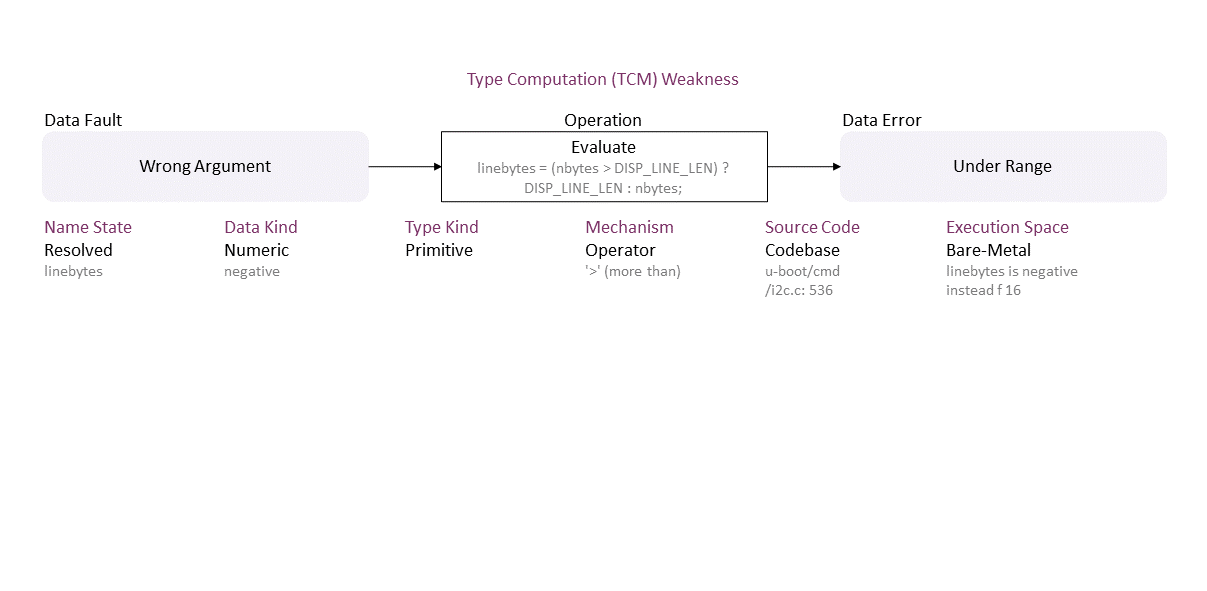 Type Computation (TCM) Weakness
Data Fault
Operation
Data Error
Wrong Argument
Evaluate
linebytes = (nbytes > DISP_LINE_LEN) ?
DISP_LINE_LEN : nbytes;
Under Range
Name State
Resolved
linebytes
Data Kind
Numeric
negative
Type Kind
Primitive
Mechanism
Operator
'>' (more than)
Source Code
Codebase
u-boot/cmd
/i2c.c: 536
Execution Space
Bare-Metal
linebytes is negative
instead f 16